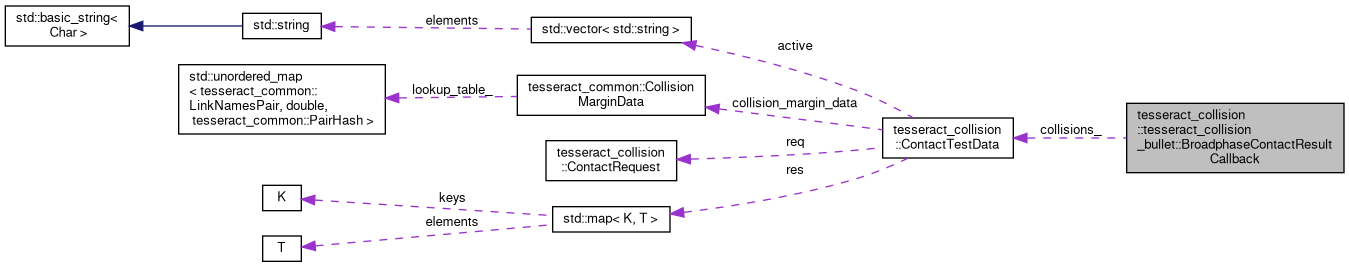 std::basic_string<
Char >
std::string
elements
std::vector< std::string >
active
std::unordered_map
< tesseract_common::
LinkNamesPair, double,
tesseract_common::PairHash >
lookup_table_
tesseract_common::Collision
MarginData
collision_margin_data
tesseract_collision
::ContactRequest
req
tesseract_collision
::ContactTestData
collisions_
tesseract_collision
::tesseract_collision
_bullet::BroadphaseContactResult
Callback
res
K
keys
std::map< K, T >
elements
T